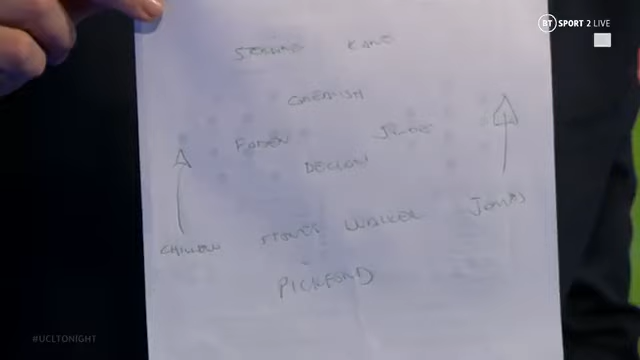 BT SPORT 2 LIVE
STERLING KANE
GREALISH
FODEN JUDE
DECLAN
CHILWELL STONES WALKER JAMES
PICKFORD
#UCLTONIGHT